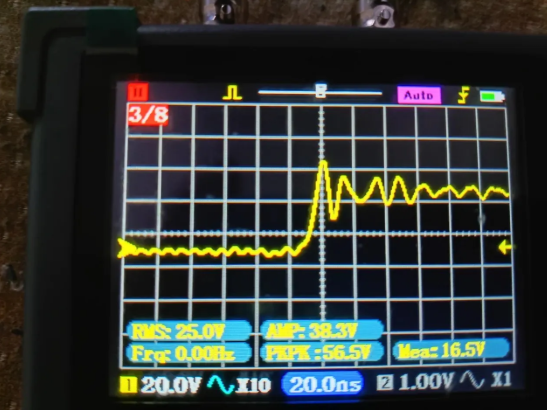 Auto
3/8
RMS: 25.0V AMP: 38.3V
Frq: 0.00Hz PKPK: 56.5V Mea: 16.5V
1 20.0V X10 20.0ns 2 1.00V X1